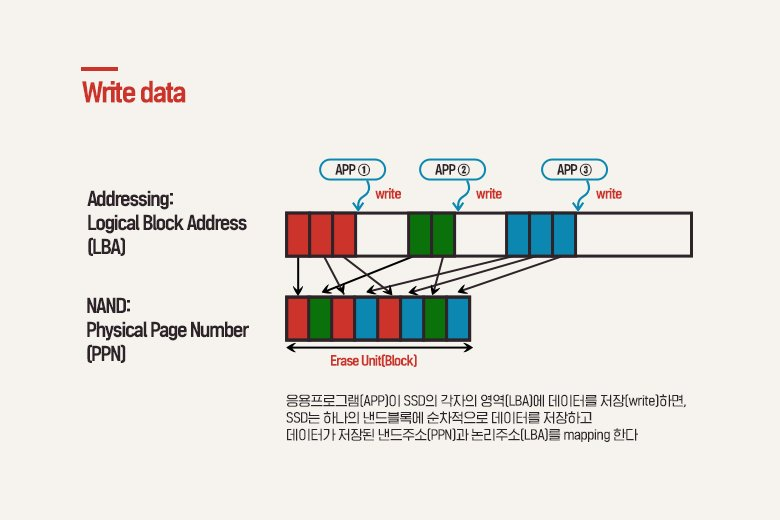 Write data
APP ① APP ② APP ③
write write write
Addressing:
Logical Block Address
(LBA)
NAND:
Physical Page Number
(PPN)
Erase Unit(Block)
응용프로그램(APP)이 SSD의 각자의 영역(LBA)에 데이터를 저장(write)하면,
SSD는 하나의 낸드블록에 순차적으로 데이터를 저장하고
데이터가 저장된 낸드주소(PPN)과 논리주소(LBA)를 mapping 한다